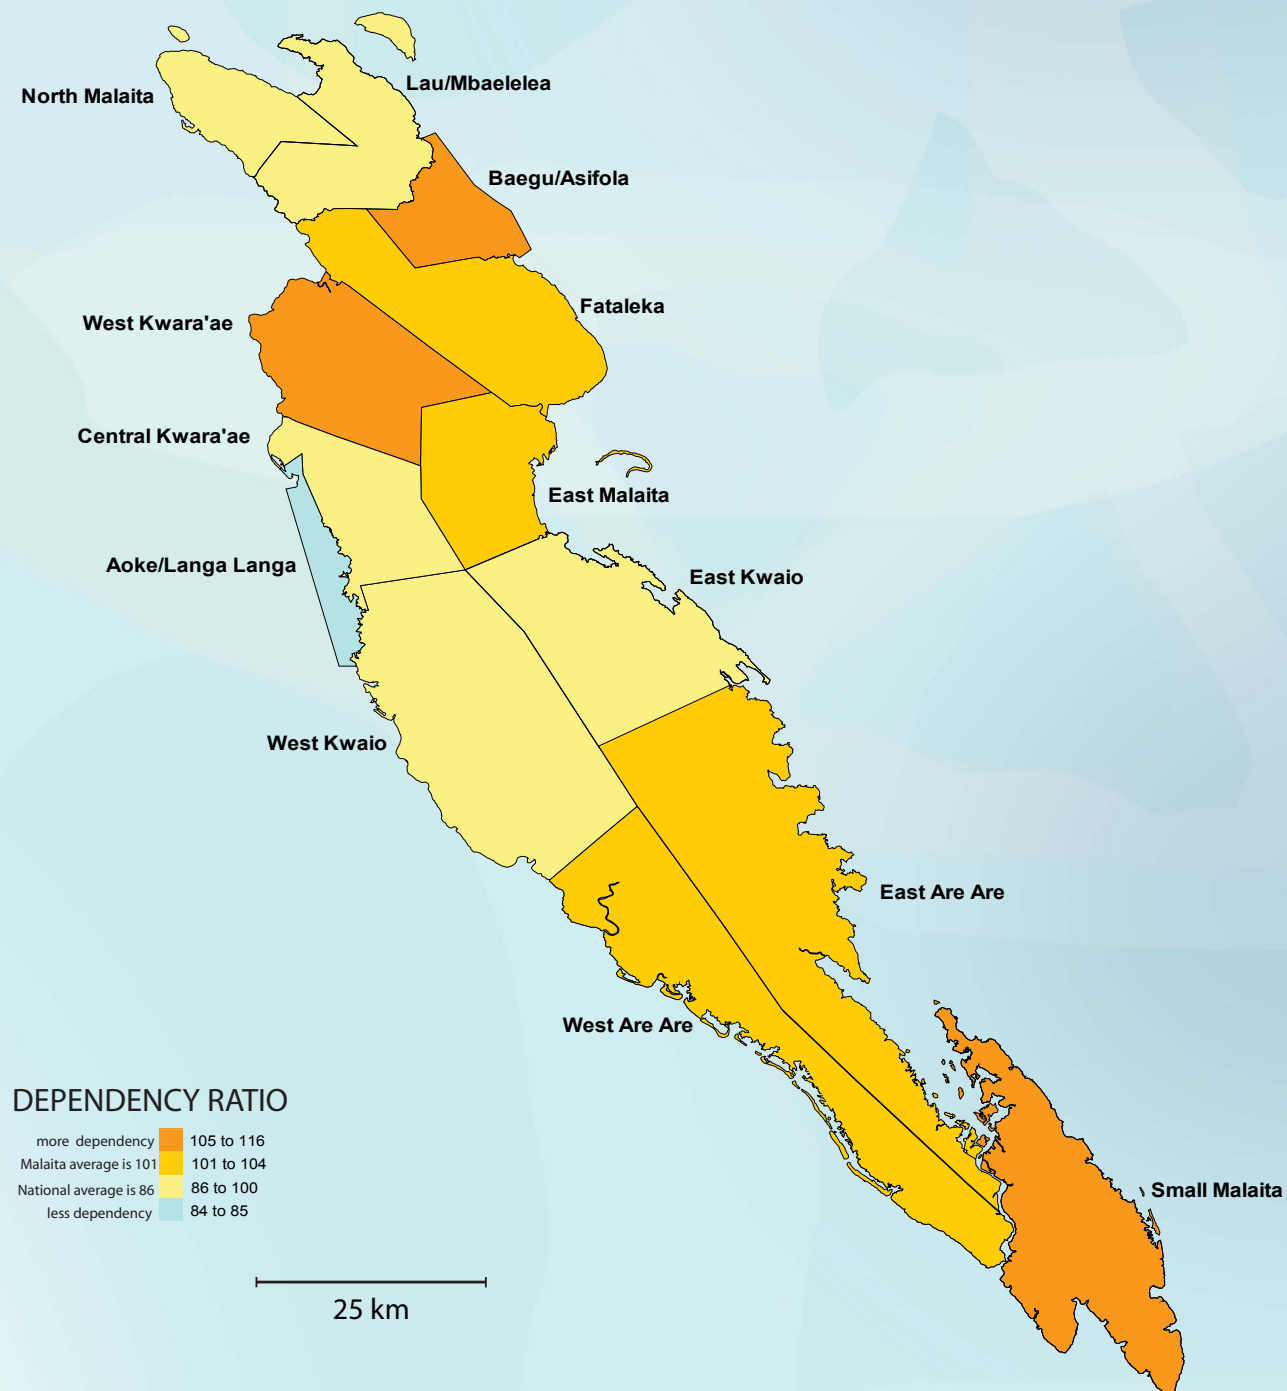 Lau/Mbaelelea
North Malaita
Baegu/Asifola
Fataleka
West Kwara'ae
Central Kwara'ae
East Malaita
Aoke/Langa Langa
East Kwaio
West Kwaio
East Are Are
West Are Are
Small Malaita
DEPENDENCY RATIO
more dependency 105 to 116
Malaita average is 101 101 to 104
National average is 86 86 to 100
less dependency 84 to 85
25 km